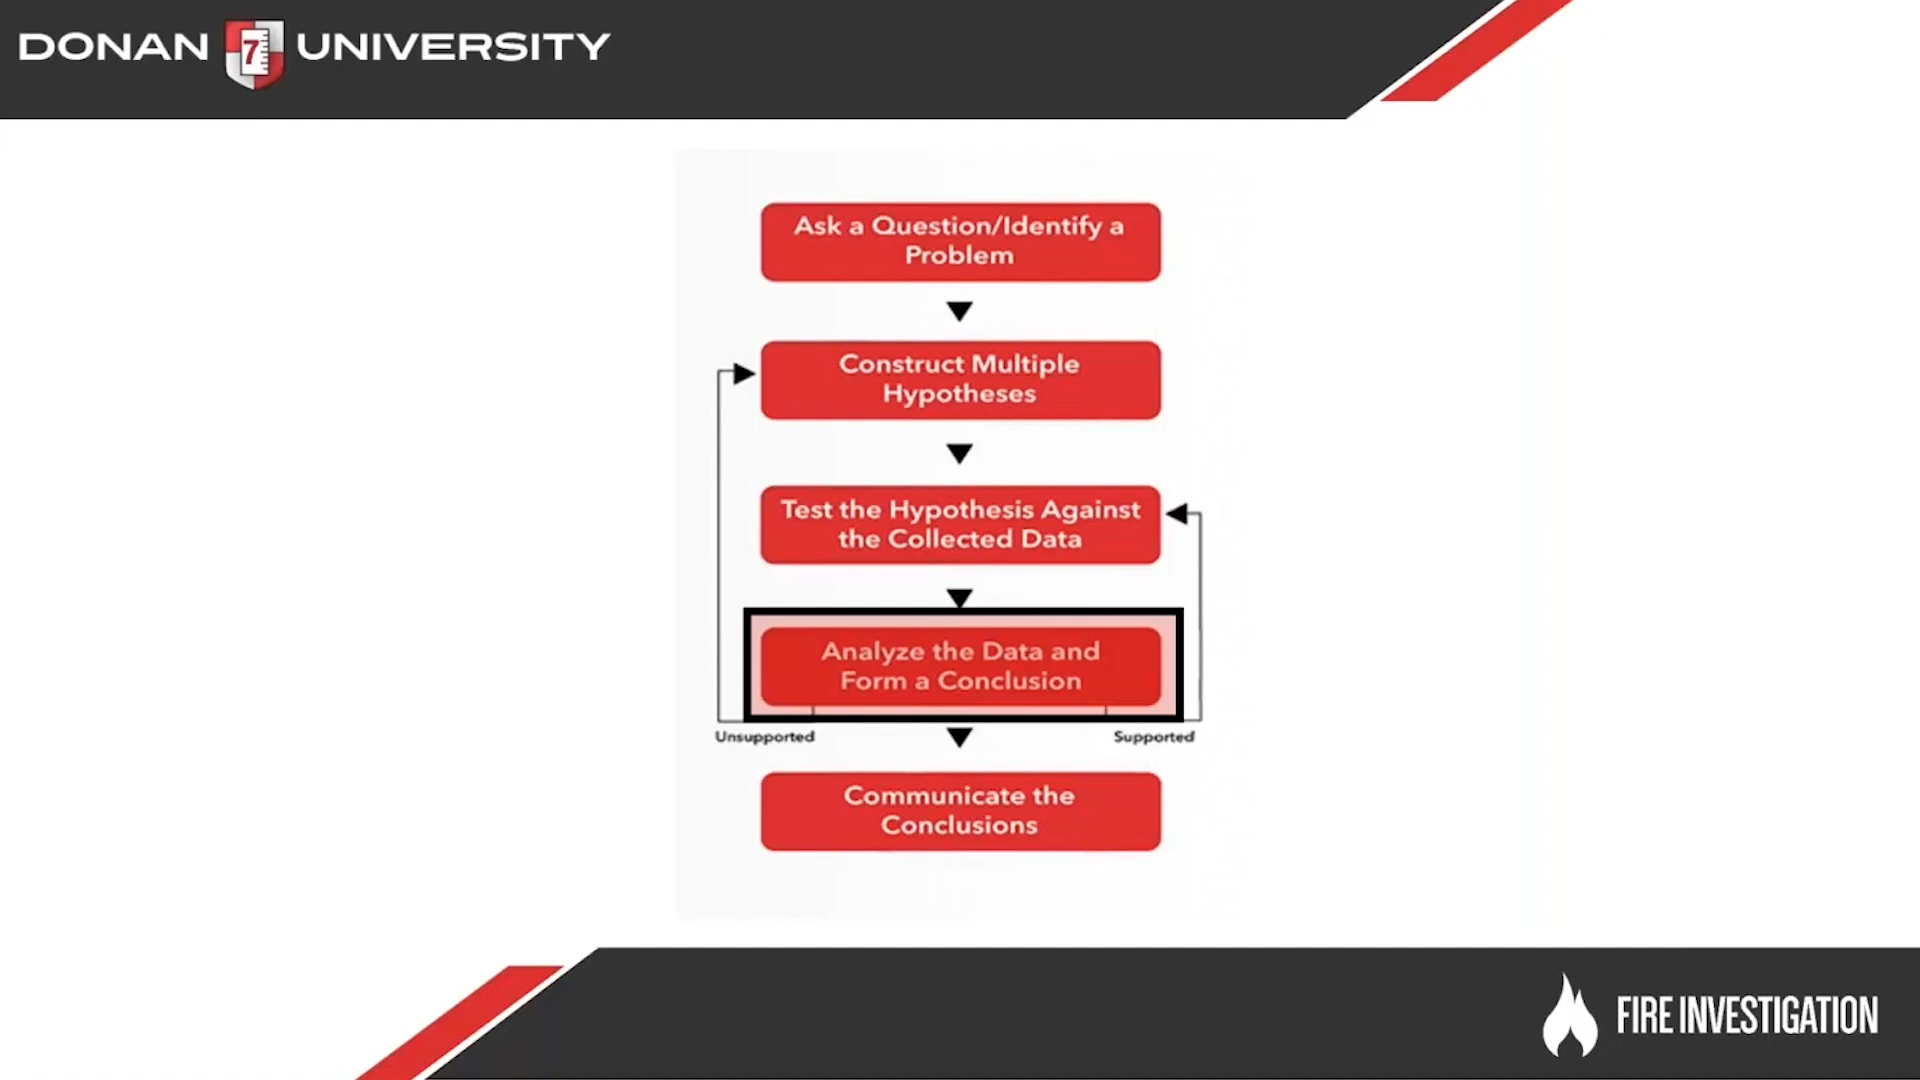 DONAN 7 UNIVERSITY
Ask a Question/Identify a
Problem
Construct Multiple
Hypotheses
Test the Hypothesis Against
the Collected Data
Analyze the Data and
Form a Conclusion
Unsupported
Supported
Communicate the
Conclusions
FIRE INVESTIGATION